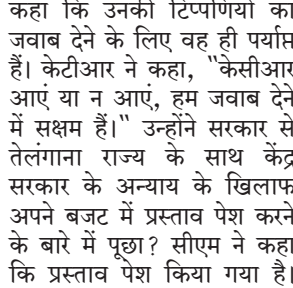 कहा कि उनकी टिप्पणियों का
जवाब देने के लिए वह ही पर्याप्त
हैं। केटीआर ने कहा, "केसीआर
आएं या न आएं, हम जवाब देने
में सक्षम हैं।" उन्होंने सरकार से
तेलंगाना राज्य के साथ केंद्र
सरकार के अन्याय के खिलाफ
अपने बजट में प्रस्ताव पेश करने
के बारे में पूछा? सीएम ने कहा
कि प्रस्ताव पेश किया गया है।